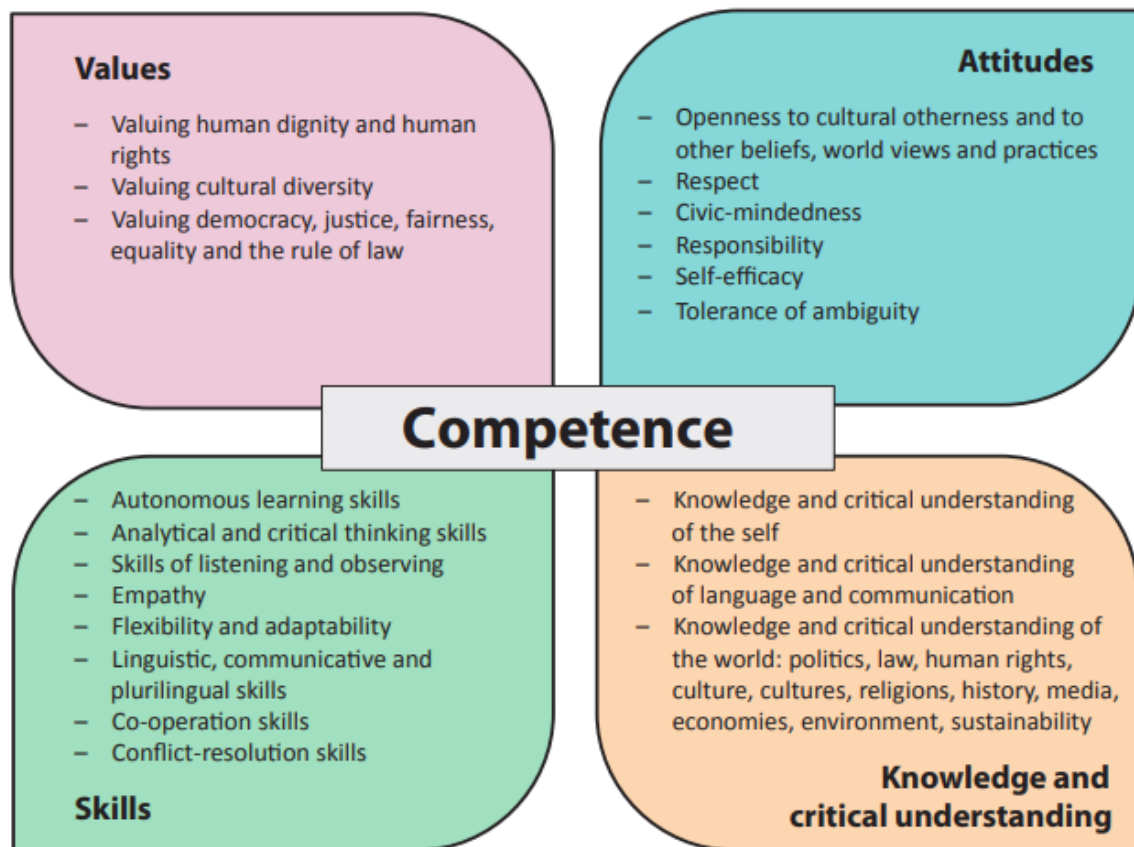 Values
– Valuing human dignity and human
rights
– Valuing cultural diversity
– Valuing democracy, justice, fairness,
equality and the rule of law
Attitudes
– Openness to cultural otherness and to
other beliefs, world views and practices
– Respect
– Civic-mindedness
– Responsibility
– Self-efficacy
– Tolerance of ambiguity
Competence
– Autonomous learning skills
– Analytical and critical thinking skills
– Skills of listening and observing
– Empathy
– Flexibility and adaptability
– Linguistic, communicative and
plurilingual skills
– Co-operation skills
– Conflict-resolution skills
Skills
– Knowledge and critical understanding
of the self
– Knowledge and critical understanding
of language and communication
– Knowledge and critical understanding of
the world: politics, law, human rights,
culture, cultures, religions, history, media,
economies, environment, sustainability
Knowledge and
critical understanding